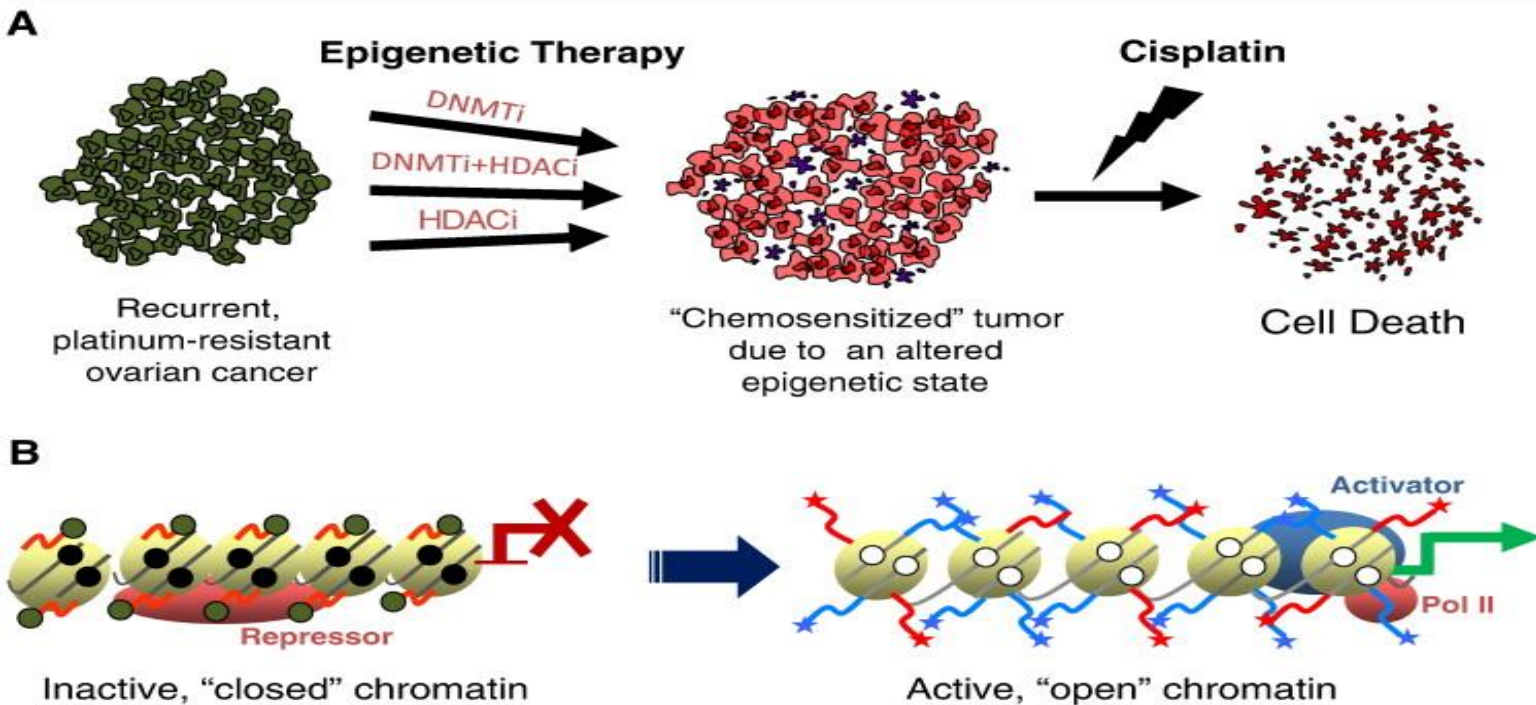 A
Epigenetic Therapy
Cisplatin
DNMTi
DNMTi+HDACi
HDACi
Recurrent,
platinum-resistant
ovarian cancer
“Chemosensitized” tumor
due to an altered
epigenetic state
Cell Death
B
Activator
Repressor
Pol II
Inactive, “closed” chromatin
Active, “open” chromatin